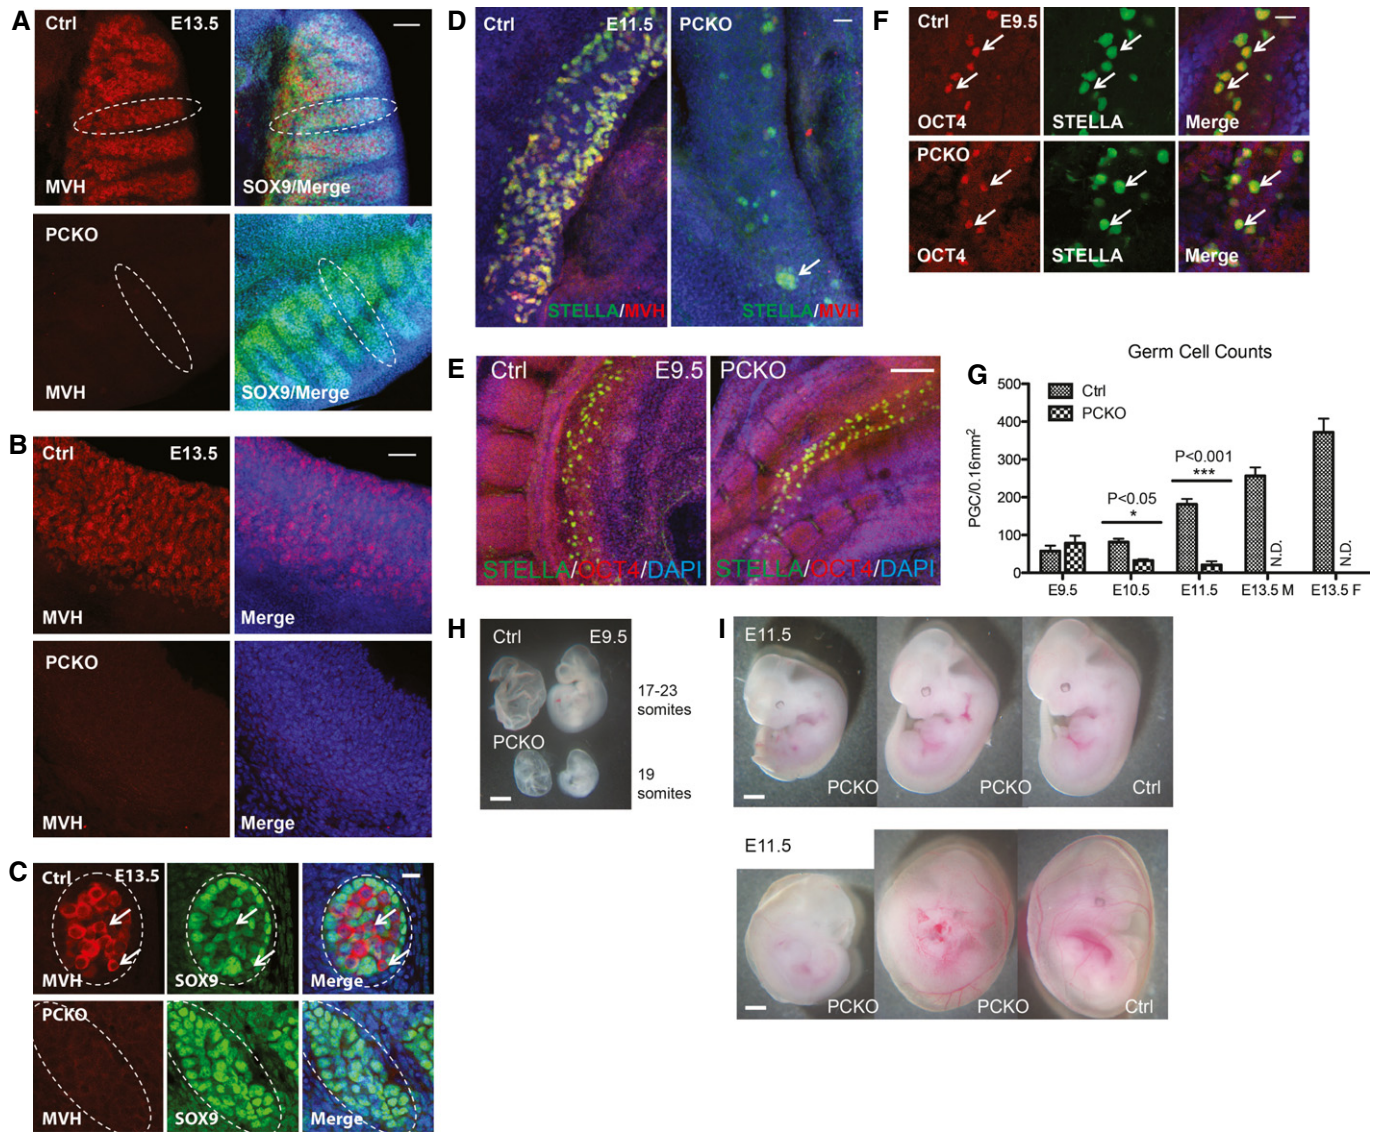 A
Ctrl E13.5
MVH
SOX9/Merge
PCKO
MVH
SOX9/Merge
B
Ctrl E13.5
MVH
Merge
PCKO
MVH
Merge
C
Ctrl E13.5
MVH
SOX9
Merge
PCKO
MVH
SOX9
Merge
D
Ctrl E11.5
PCKO
STELLA/MVH
STELLA/MVH
E
Ctrl E9.5
PCKO
STELLA/OCT4/DAPI
STELLA/OCT4/DAPI
F
Ctrl E9.5
OCT4
STELLA
Merge
PCKO
OCT4
STELLA
Merge
G
Germ Cell Counts
Ctrl
PCKO
PGC/0.16mm²
500
400
300
200
100
0
P<0.05
*
P<0.001
***
N.D.
N.D.
E9.5 E10.5 E11.5 E13.5 M E13.5 F
H
Ctrl E9.5
17-23
somites
PCKO
19
somites
I
E11.5
PCKO
PCKO
Ctrl
E11.5
PCKO
PCKO
Ctrl